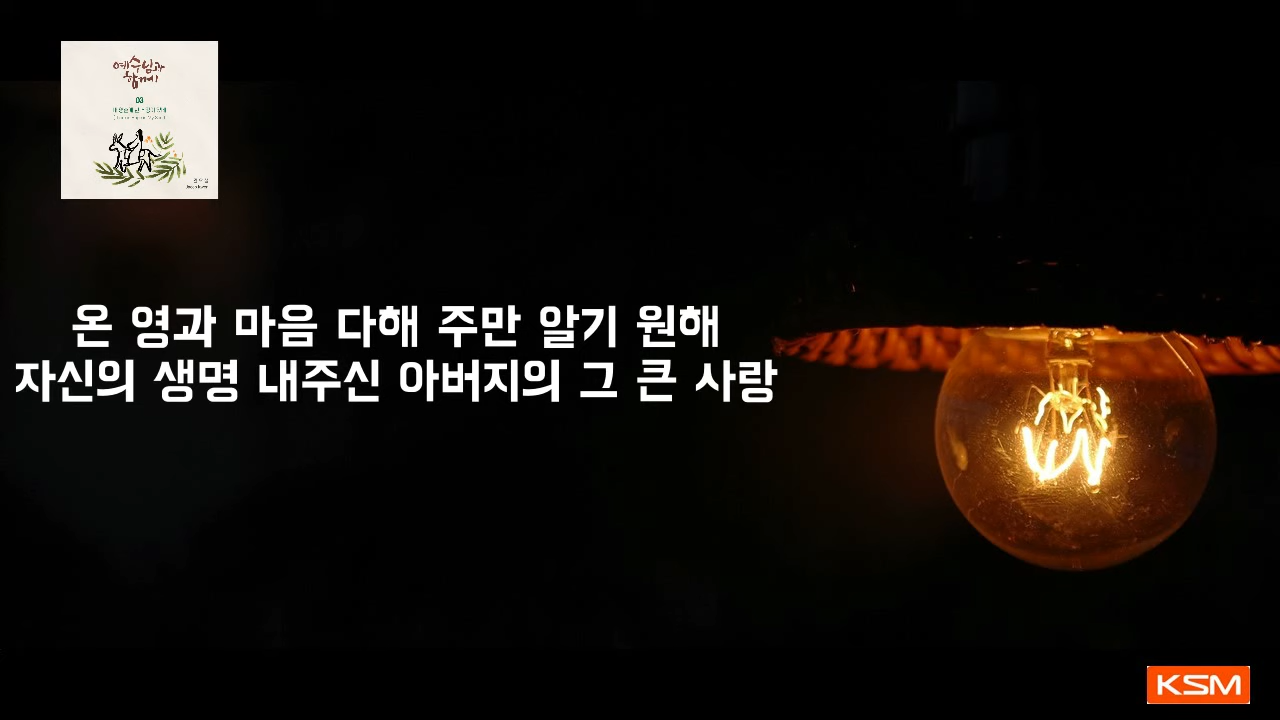 예수님과
함께
03
온 영과 마음 다해 주만 알기 원해
자신의 생명 내주신 아버지의 그 큰 사랑
KSM